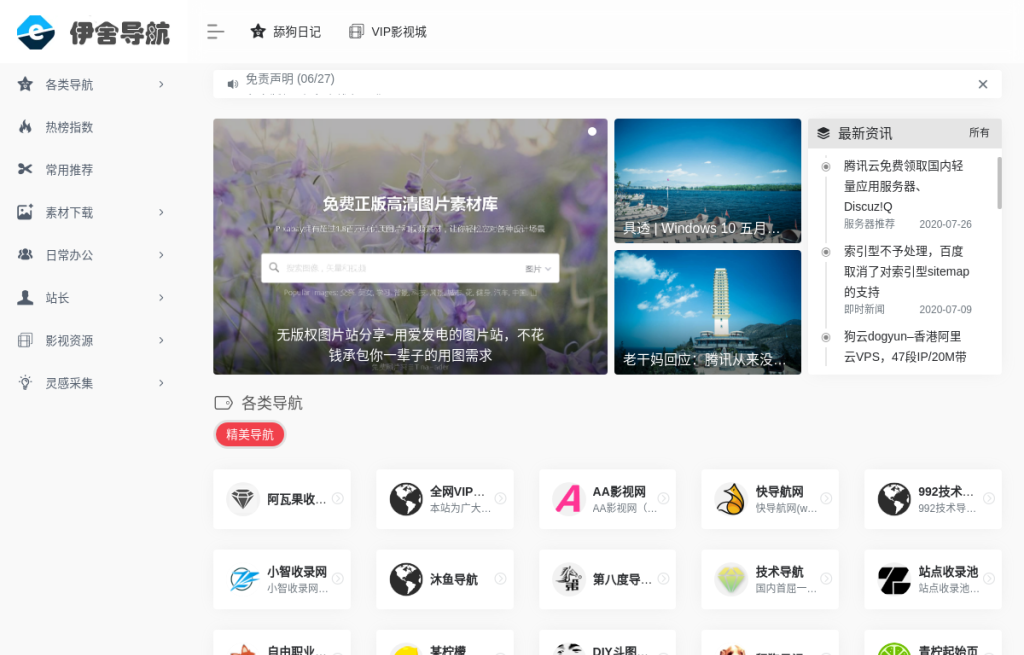 伊舍导航
舔狗日记
VIP影视城
各类导航
热榜指数
常用推荐
素材下载
日常办公
站长
影视资源
灵感采集
免责声明 (06/27)
免费正版高清图片素材库
图片
无版权图片站分享~用爱发电的图片站，不花
钱承包你一辈子的用图需求
具透 | Windows 10 五月...
老干妈回应：腾讯从来没...
最新资讯
所有
腾讯云免费领取国内轻
量应用服务器、
Discuz!Q
服务器推荐
2020-07-26
索引型不予处理，百度
取消了对索引型sitemap
的支持
即时新闻
2020-07-09
狗云dogyun–香港阿里
云VPS，47段IP/20M带
各类导航
精美导航
阿瓦果收...
全网VIP...
本站为广大...
AA影视网
AA影视网（...
快导航网
快导航网(w...
992技术...
992技术导...
小智收录网
小智收录网...
沐鱼导航
第八度导...
技术导航
国内首屈一...
站点收录池
站点收录池...
自由职业...
某柠檬
DIY斗图...
青柠起始页